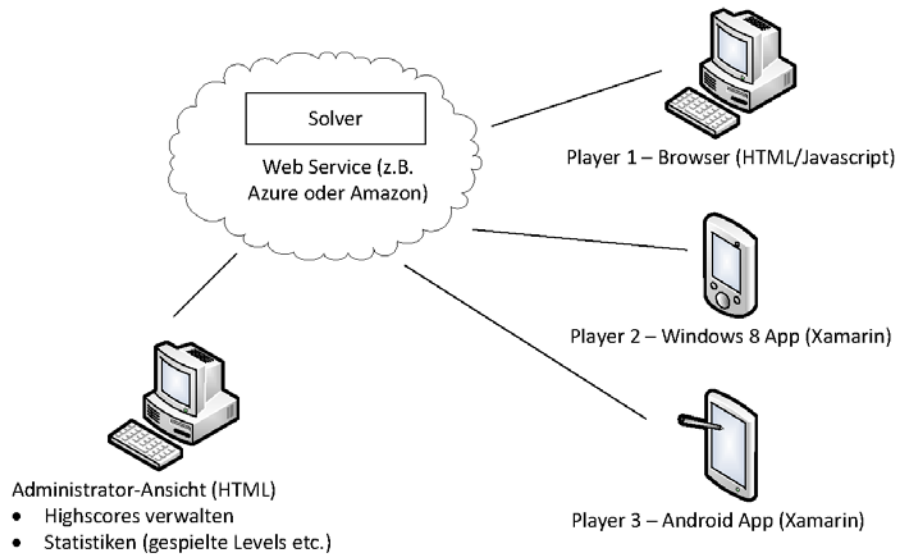 Solver
Web Service (z.B.
Azure oder Amazon)
Player 1 – Browser (HTML/Javascript)
Player 2 – Windows 8 App (Xamarin)
Player 3 – Android App (Xamarin)
Administrator-Ansicht (HTML)
• Highscores verwalten
• Statistiken (gespielte Levels etc.)